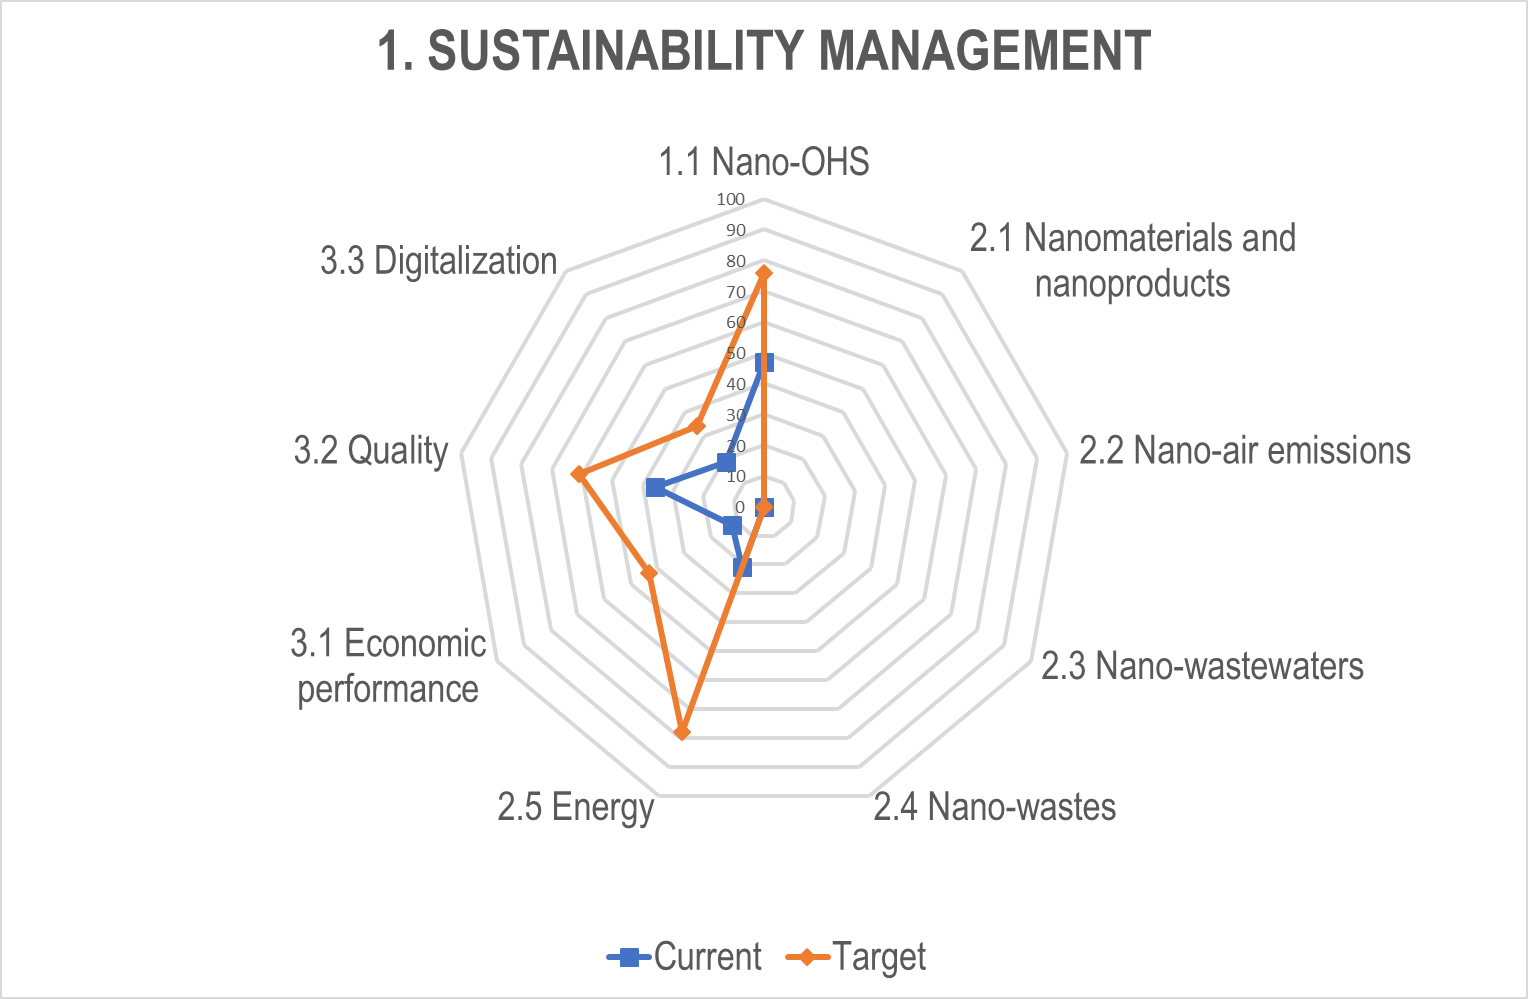 1. SUSTAINABILITY MANAGEMENT
1.1 Nano-OHS
100
90
80
70
60
50
40
30
20
10
0
2.1 Nanomaterials and
nanoproducts
2.2 Nano-air emissions
2.3 Nano-wastewaters
2.4 Nano-wastes
2.5 Energy
3.1 Economic
performance
3.2 Quality
3.3 Digitalization
Current
Target